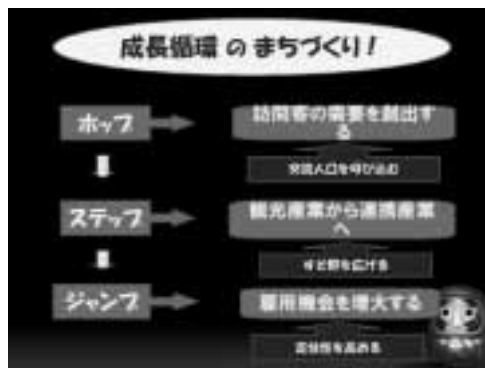 成長循環 の まちづくり!
ホップ
訪問客の需要を創出す
る
交流人口を呼び込む
ステップ
観光産業から連携産業
へ
すそ野を広げる
ジャンプ
雇用機会を増大する
定住性を高める